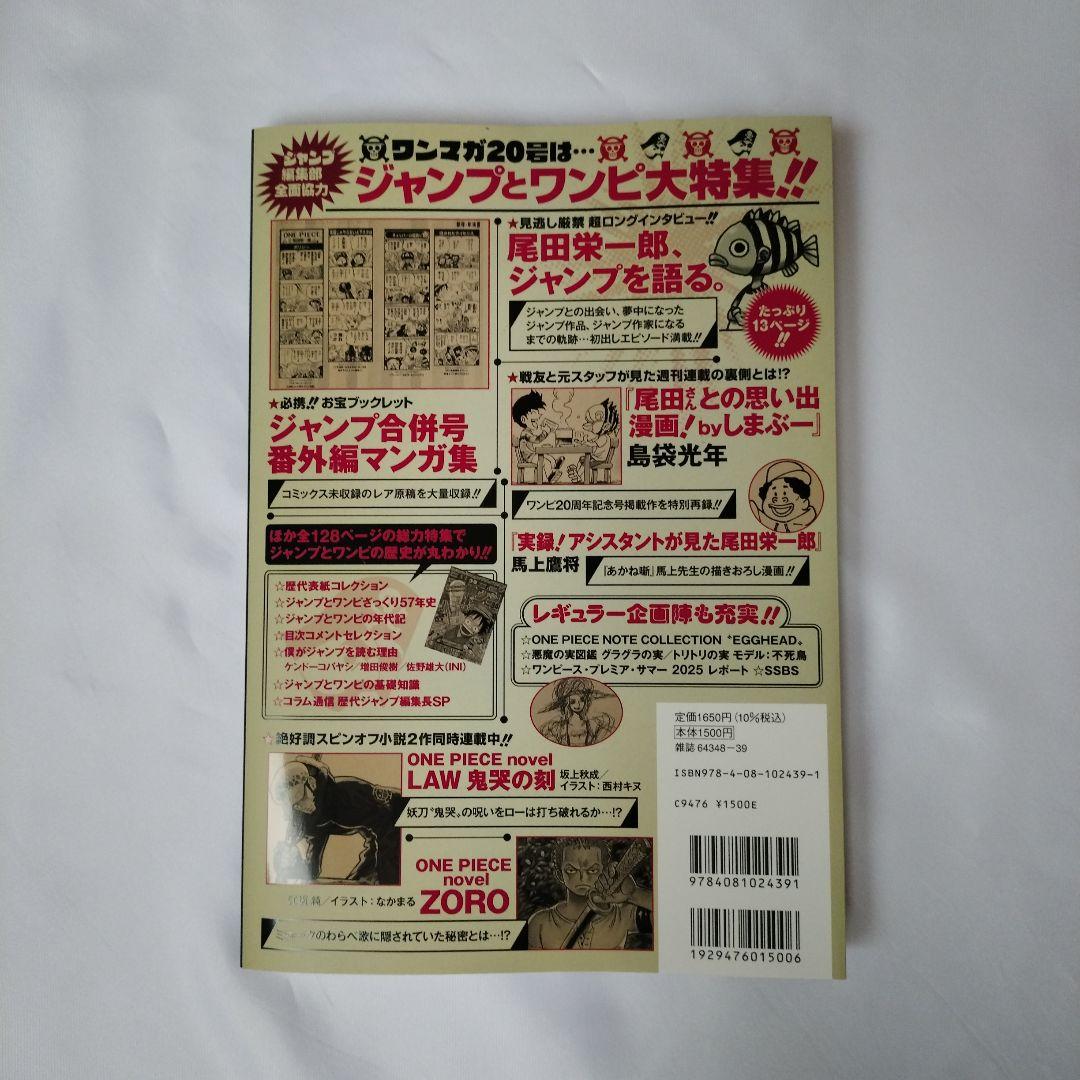 ジャンプ
編集部
全面協力
ワンマガ20号は…
ジャンプとワンピ大特集!!
ONE PIECE
★必携!! お宝ブックレット
ジャンプ合併号
番外編マンガ集
コミックス未収録のレア原稿を大量収録!!
★見逃し厳禁 超ロングインタビュー!!
尾田栄一郎、
ジャンプを語る。
ジャンプとの出会い、夢中になった
ジャンプ作品、ジャンプ作家になる
までの軌跡…初出しエピソード満載!!
たっぷり
13ページ
!!
★戦友と元スタッフが見た週刊連載の裏側とは!?
『尾田さんとの思い出
漫画! byしまぶー』
島袋光年
ワンピ20周年記念号掲載作を特別再録!!
『実録! アシスタントが見た尾田栄一郎』
馬上鷹将
『あかね噺』馬上先生の描きおろし漫画!!
ほか全128ページの総力特集で
ジャンプとワンピの歴史が丸わかり!!
☆歴代表紙コレクション
☆ジャンプとワンピざっくり57年史
☆ジャンプとワンピの年代記
☆目次コメントセレクション
☆僕がジャンプを読む理由
ケンドーコバヤシ/増田俊樹/佐野雄大(INI)
☆ジャンプとワンピの基礎知識
☆コラム通信 歴代ジャンプ編集長SP
レギュラー企画陣も充実!!
☆ONE PIECE NOTE COLLECTION〝EGGHEAD〟
☆悪魔の実図鑑 グラグラの実/トリトリの実 モデル:不死鳥
☆ワンピース・プレミア・サマー 2025 レポート ☆SSBS
☆絶好調スピンオフ小説2作同時連載中!!
ONE PIECE novel
LAW 鬼哭の刻
坂上秋成/
イラスト:西村キヌ
妖刀〝鬼哭〟の呪いをローは打ち破れるか…!?
ONE PIECE
novel
ZORO
/イラスト:なかまる
のわらべ歌に隠されていた秘密とは…!?
定価1650円(10%税込)
本体1500円
雑誌 64348-39
ISBN978-4-08-102439-1
C9476 ¥1500E
9784081024391
1929476015006